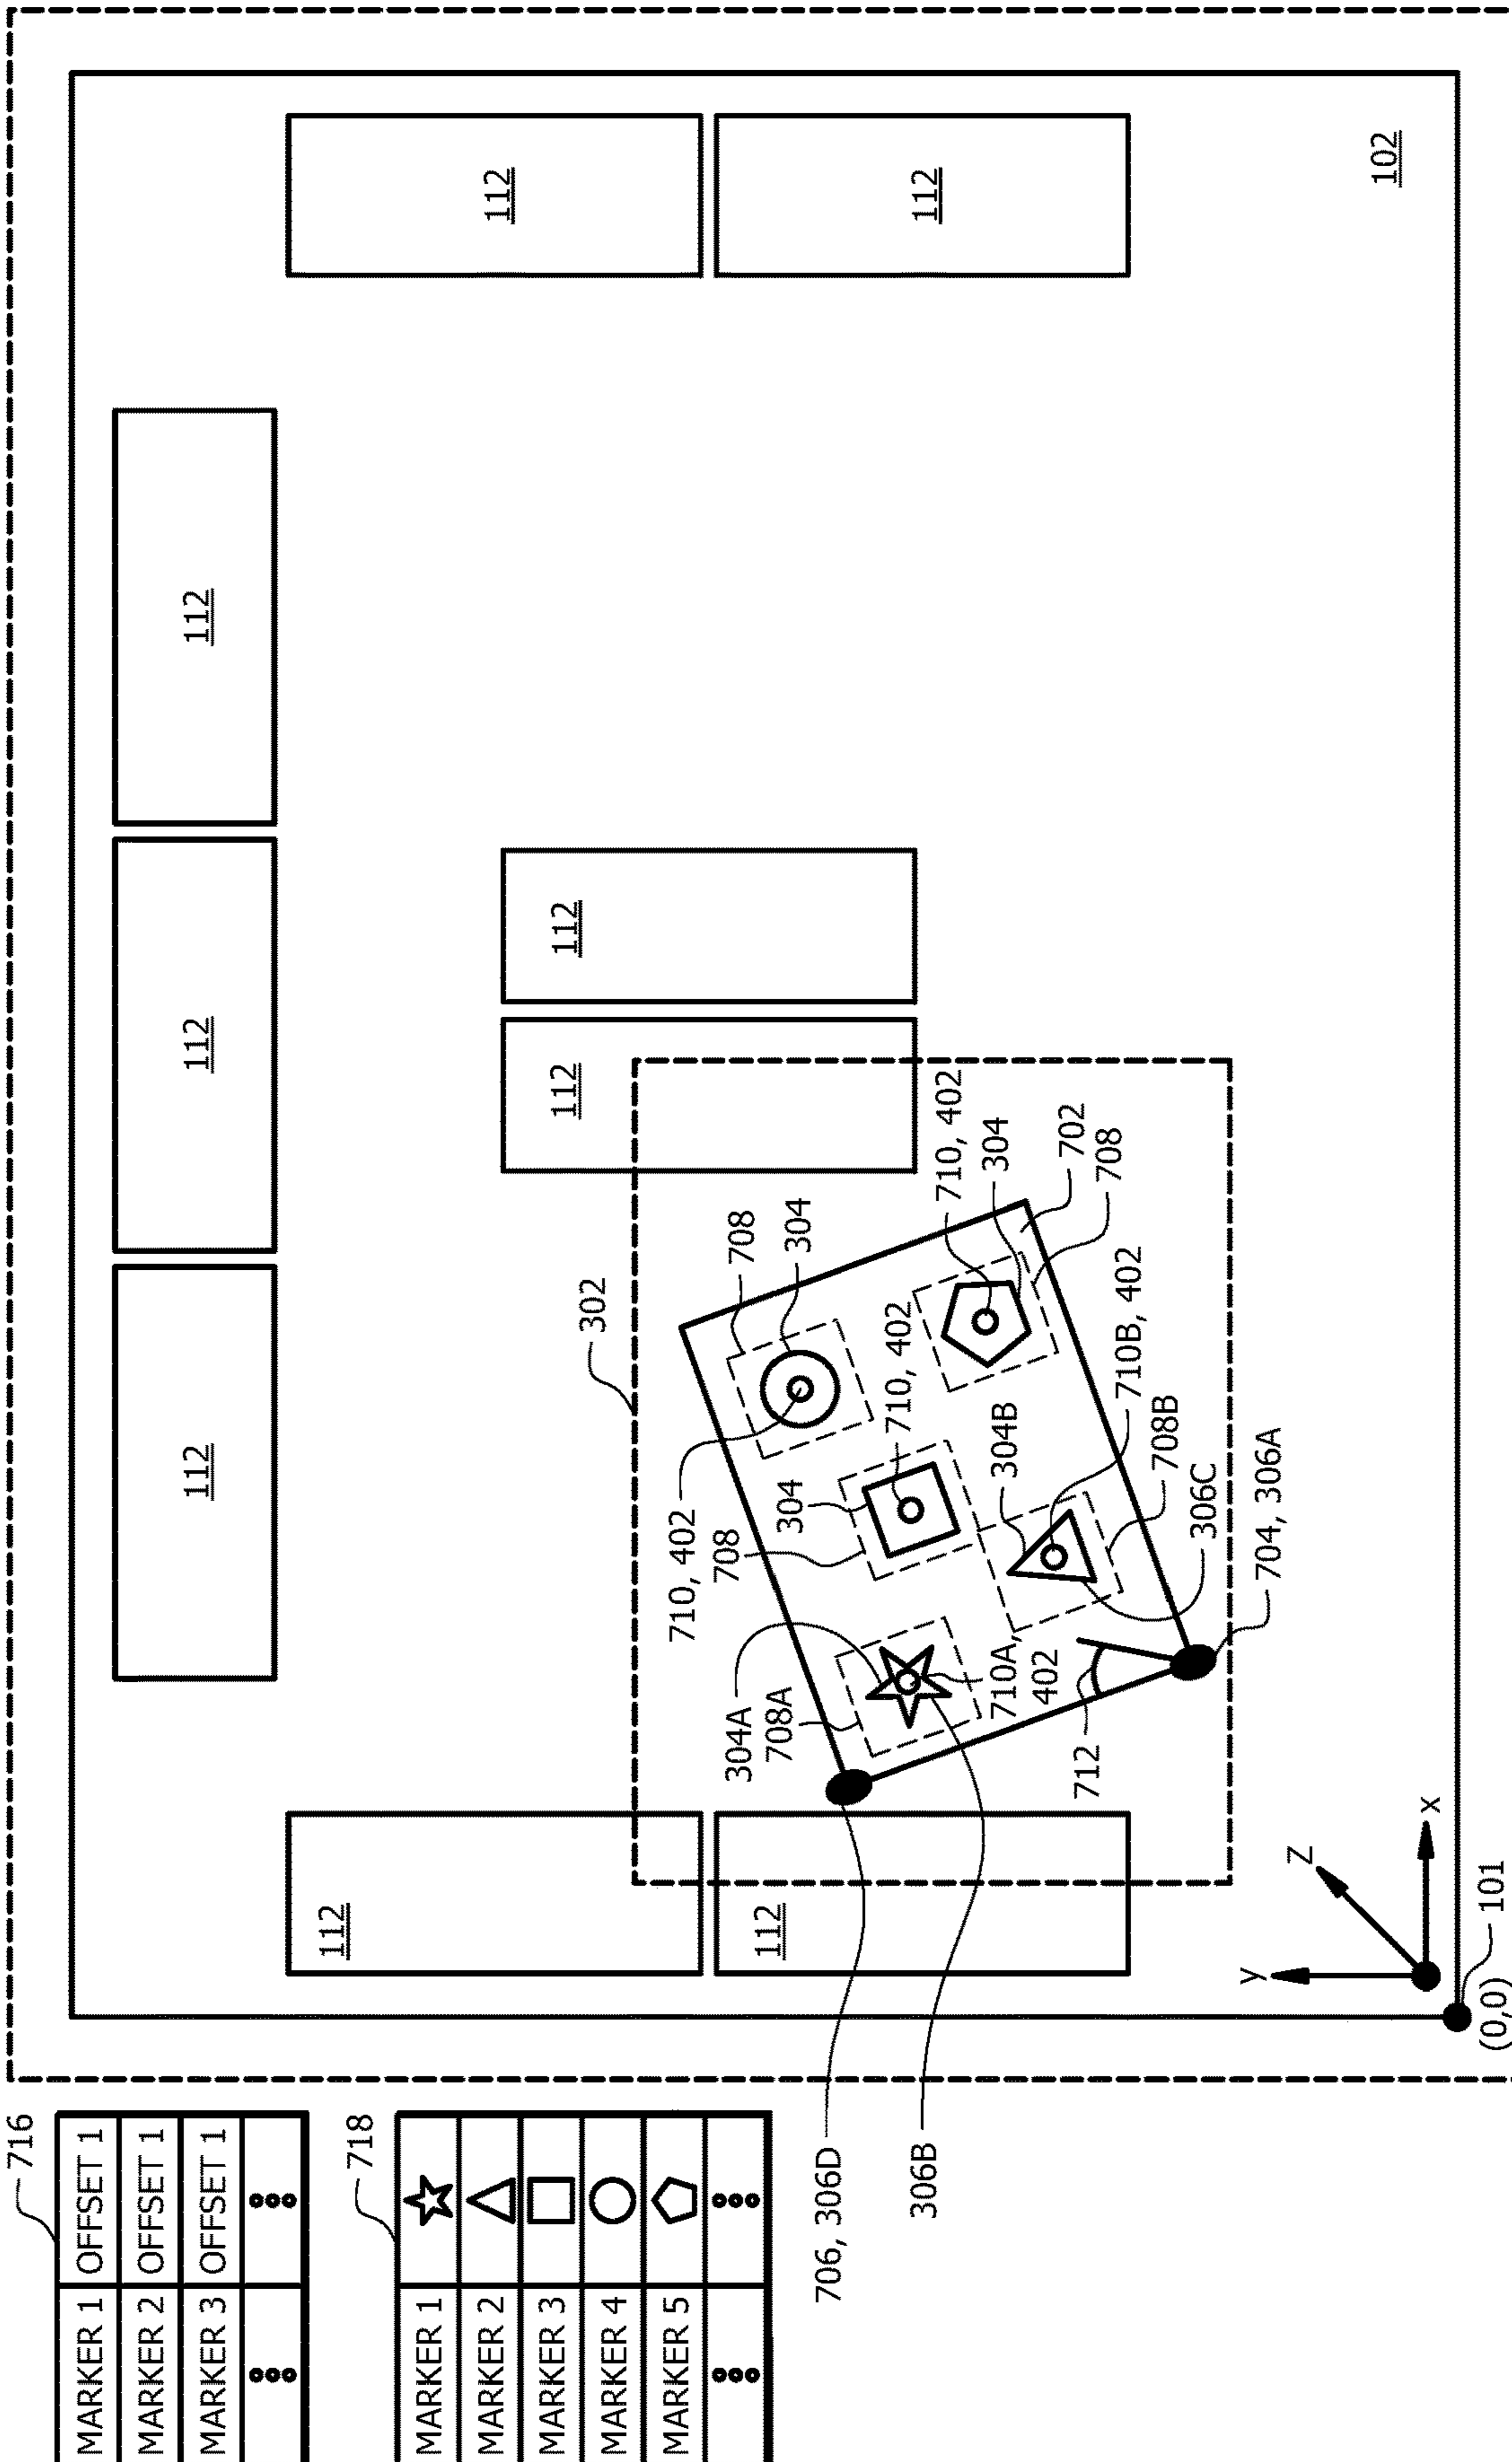 716
MARKER 1 OFFSET 1
MARKER 2 OFFSET 1
MARKER 3 OFFSET 1
718
MARKER 1
MARKER 2
MARKER 3
MARKER 4
MARKER 5
706, 306D
306B
112
112
112
112
112
112
112
112
112
102
302
710, 402
708
304
708
304
304A
708A
710, 402
710, 402
304
702
708
304B
710A,
402
710B, 402
708B
306C
704, 306A
712
y
Z
x
101
(0,0)